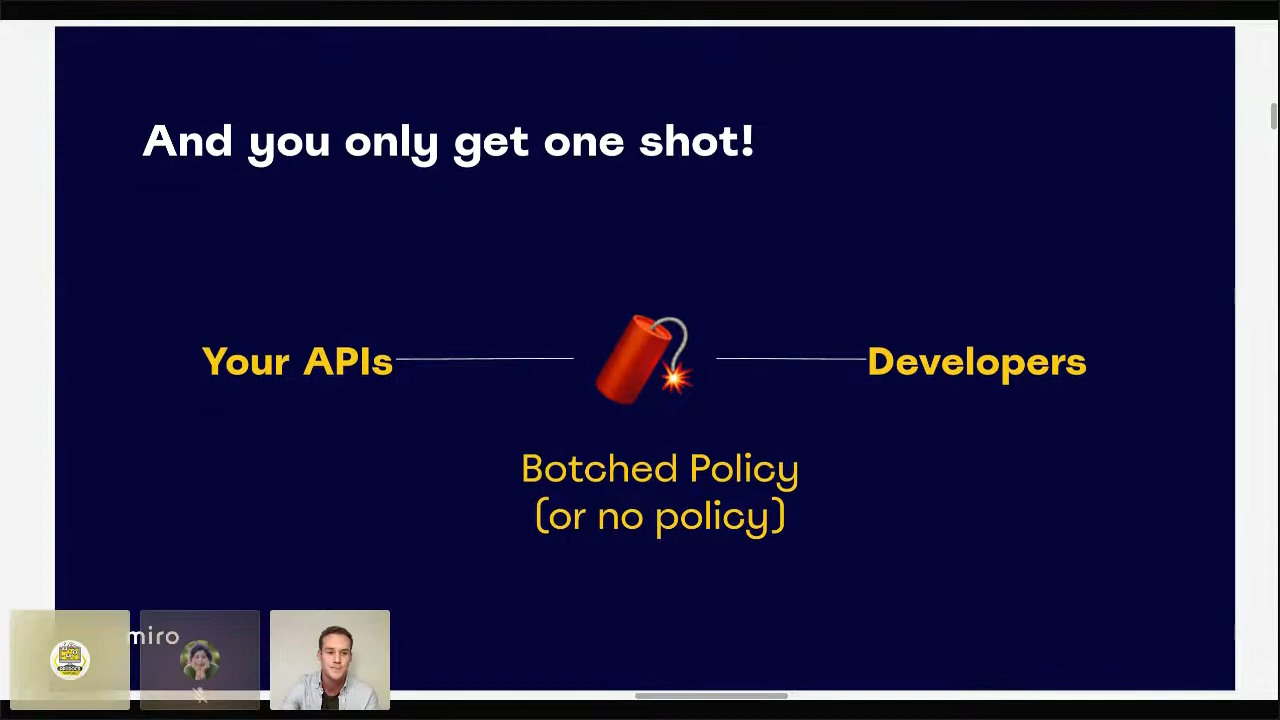 And you only get one shot!
Your APIs
Developers
Botched Policy
(or no policy)
miro